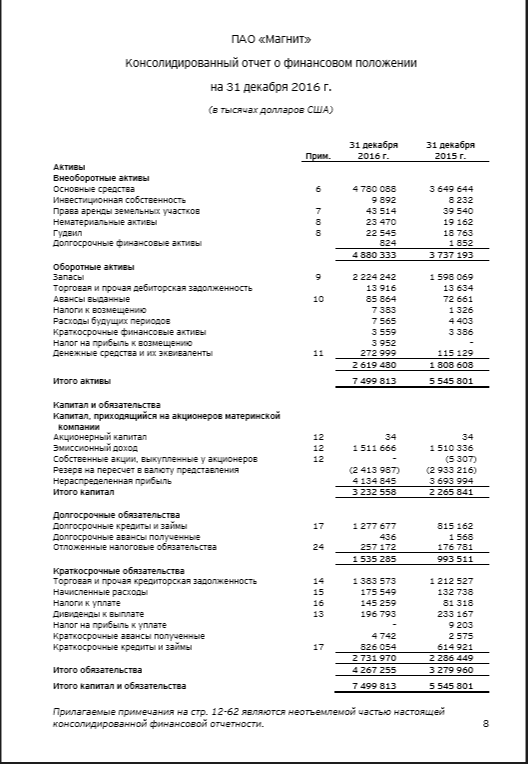 ПАО «Магнит»
Консолидированный отчет о финансовом положении
на 31 декабря 2016 г.
(в тысячах долларов США)
31 декабря 31 декабря
Прим. 2016 г. 2015 г.
Активы
Внеоборотные активы
Основные средства 6 4 780 088 3 649 644
Инвестиционная собственность 9 892 8 232
Права аренды земельных участков 7 43 514 39 540
Нематериальные активы 8 23 470 19 162
Гудвил 8 22 545 18 763
Долгосрочные финансовые активы 824 1 852
4 880 333 3 737 193
Оборотные активы
Запасы 9 2 224 242 1 598 069
Торговая и прочая дебиторская задолженность 13 916 13 634
Авансы выданные 10 85 864 72 661
Налоги к возмещению 7 383 1 326
Расходы будущих периодов 7 565 4 403
Краткосрочные финансовые активы 3 559 3 386
Налог на прибыль к возмещению 3 952 –
Денежные средства и их эквиваленты 11 272 999 115 129
2 619 480 1 808 608
Итого активы 7 499 813 5 545 801
Капитал и обязательства
Капитал, приходящийся на акционеров материнской
компании
Акционерный капитал 12 34 34
Эмиссионный доход 12 1 511 666 1 510 336
Собственные акции, выкупленные у акционеров 12 – (5 307)
Резерв на пересчет в валюту представления (2 413 987) (2 933 216)
Нераспределенная прибыль 4 134 845 3 693 994
Итого капитал 3 232 558 2 265 841
Долгосрочные обязательства
Долгосрочные кредиты и займы 17 1 277 677 815 162
Долгосрочные авансы полученные 436 1 568
Отложенные налоговые обязательства 24 257 172 176 781
1 535 285 993 511
Краткосрочные обязательства
Торговая и прочая кредиторская задолженность 14 1 383 573 1 212 527
Начисленные расходы 15 175 549 132 738
Налоги к уплате 16 145 259 81 318
Дивиденды к выплате 13 196 793 233 167
Налог на прибыль к уплате – 9 203
Краткосрочные авансы полученные 4 742 2 575
Краткосрочные кредиты и займы 17 826 054 614 921
2 731 970 2 286 449
Итого обязательства 4 267 255 3 279 960
Итого капитал и обязательства 7 499 813 5 545 801
Прилагаемые примечания на стр. 12-62 являются неотъемлемой частью настоящей
консолидированной финансовой отчетности. 8